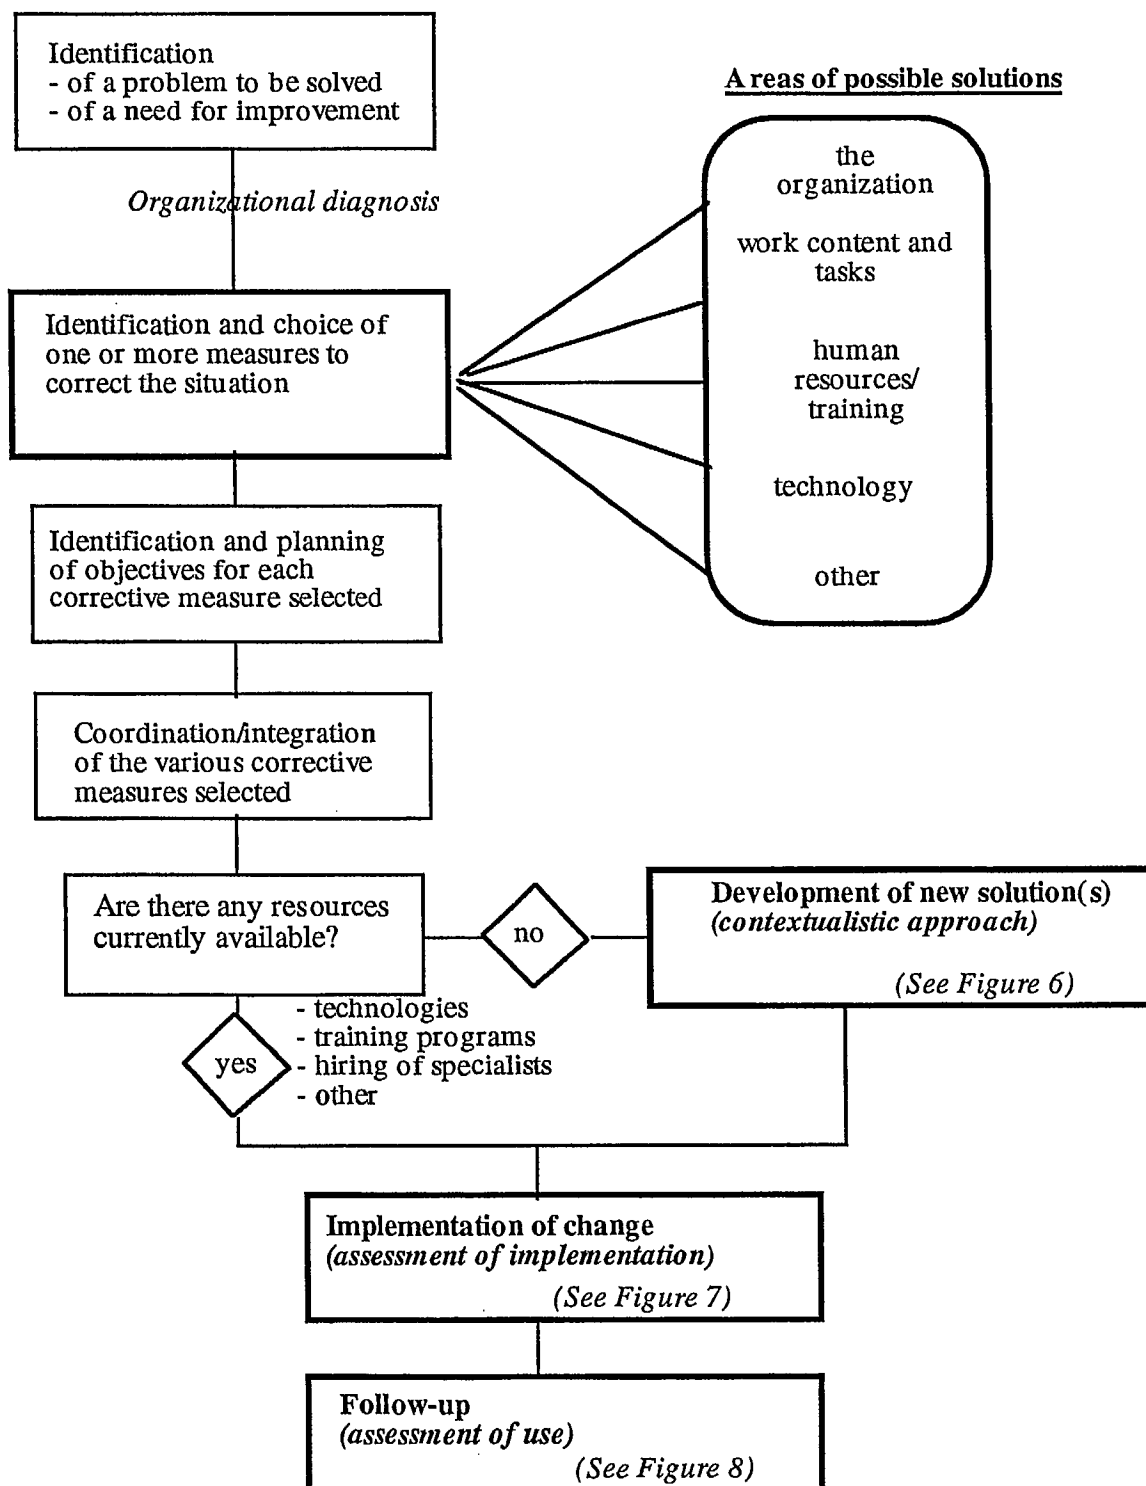 Identification
- of a problem to be solved
- of a need for improvement
Organizational diagnosis
Areas of possible solutions
the
organization
work content and
tasks
human
resources/
training
technology
other
Identification and choice of
one or more measures to
correct the situation
Identification and planning
of objectives for each
corrective measure selected
Coordination/integration
of the various corrective
measures selected
Are there any resources
currently available?
no
Development of new solution(s)
(contextualistic approach)
(See Figure 6)
yes
- technologies
- training programs
- hiring of specialists
- other
Implementation of change
(assessment of implementation)
(See Figure 7)
Follow-up
(assessment of use)
(See Figure 8)